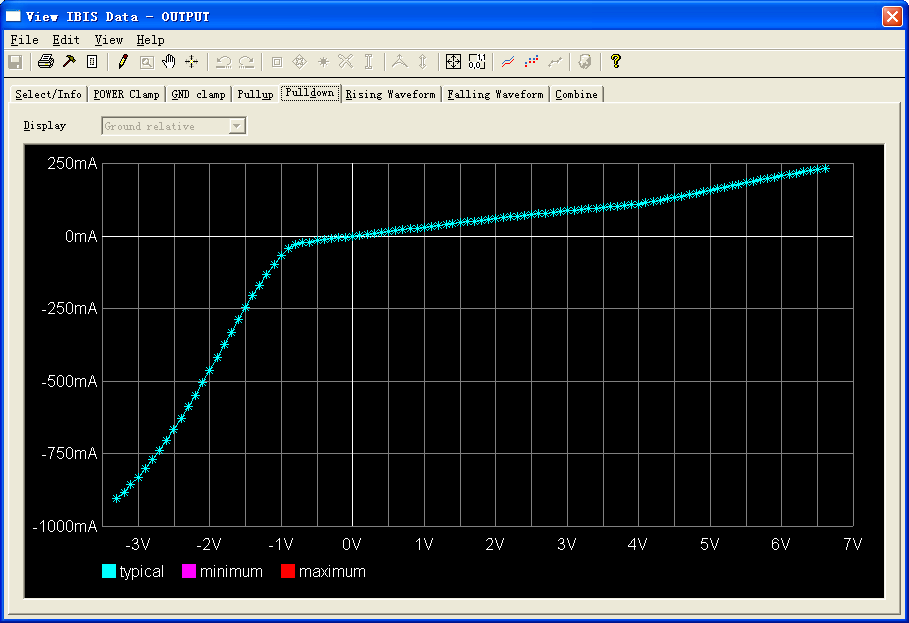 View IBIS Data - OUTPUT
File Edit View Help
Select/Info POWER Clamp GND clamp Pullup Pulldown Rising Waveform Falling Waveform Combine
Display Ground relative
250mA
0mA
-250mA
-500mA
-750mA
-1000mA
-3V -2V -1V 0V 1V 2V 3V 4V 5V 6V 7V
typical minimum maximum